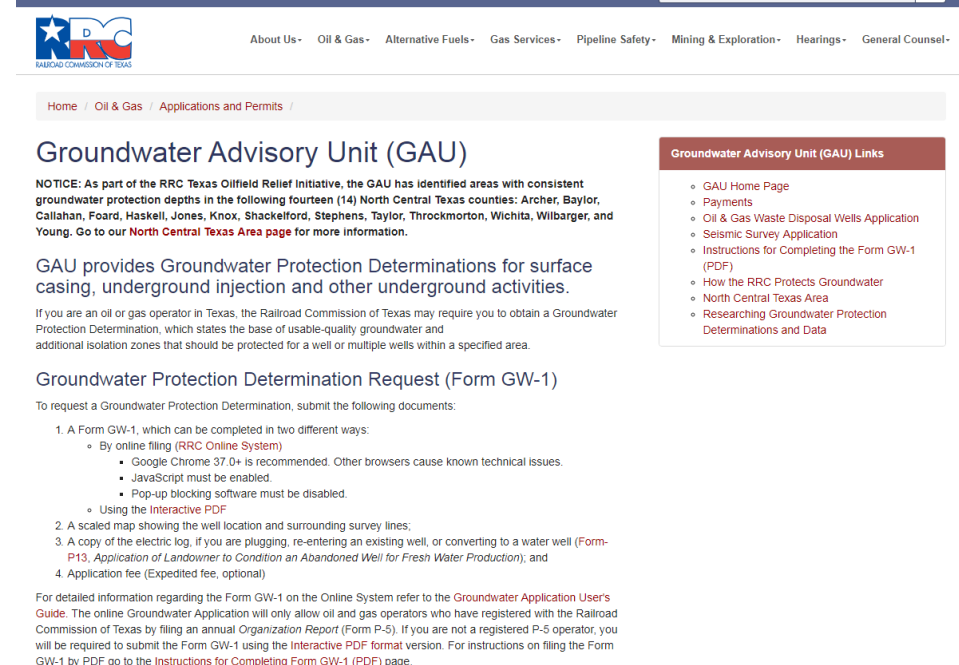 RRC
RAILROAD COMMISSION OF TEXAS
About Us Oil & Gas Alternative Fuels Gas Services Pipeline Safety Mining & Exploration Hearings General Counsel
Home / Oil & Gas / Applications and Permits /
Groundwater Advisory Unit (GAU)
NOTICE: As part of the RRC Texas Oilfield Relief Initiative, the GAU has identified areas with consistent
groundwater protection depths in the following fourteen (14) North Central Texas counties: Archer, Baylor,
Callahan, Foard, Haskell, Jones, Knox, Shackelford, Stephens, Taylor, Throckmorton, Wichita, Wilbarger, and
Young. Go to our North Central Texas Area page for more information.
GAU provides Groundwater Protection Determinations for surface
casing, underground injection and other underground activities.
If you are an oil or gas operator in Texas, the Railroad Commission of Texas may require you to obtain a Groundwater
Protection Determination, which states the base of usable-quality groundwater and
additional isolation zones that should be protected for a well or multiple wells within a specified area.
Groundwater Protection Determination Request (Form GW-1)
To request a Groundwater Protection Determination, submit the following documents:
1. A Form GW-1, which can be completed in two different ways:
By online filing (RRC Online System)
Google Chrome 37.0+ is recommended. Other browsers cause known technical issues.
JavaScript must be enabled.
Pop-up blocking software must be disabled.
Using the Interactive PDF
2. A scaled map showing the well location and surrounding survey lines;
3. A copy of the electric log, if you are plugging, re-entering an existing well, or converting to a water well (Form-
P13, Application of Landowner to Condition an Abandoned Well for Fresh Water Production); and
4. Application fee (Expedited fee, optional)
For detailed information regarding the Form GW-1 on the Online System refer to the Groundwater Application User's
Guide. The online Groundwater Application will only allow oil and gas operators who have registered with the Railroad
Commission of Texas by filing an annual Organization Report (Form P-5). If you are not a registered P-5 operator, you
will be required to submit the Form GW-1 using the Interactive PDF format version. For instructions on filing the Form
GW-1 by PDF go to the Instructions for Completing Form GW-1 (PDF) page.
Groundwater Advisory Unit (GAU) Links
GAU Home Page
Payments
Oil & Gas Waste Disposal Wells Application
Seismic Survey Application
Instructions for Completing the Form GW-1
(PDF)
How the RRC Protects Groundwater
North Central Texas Area
Researching Groundwater Protection
Determinations and Data